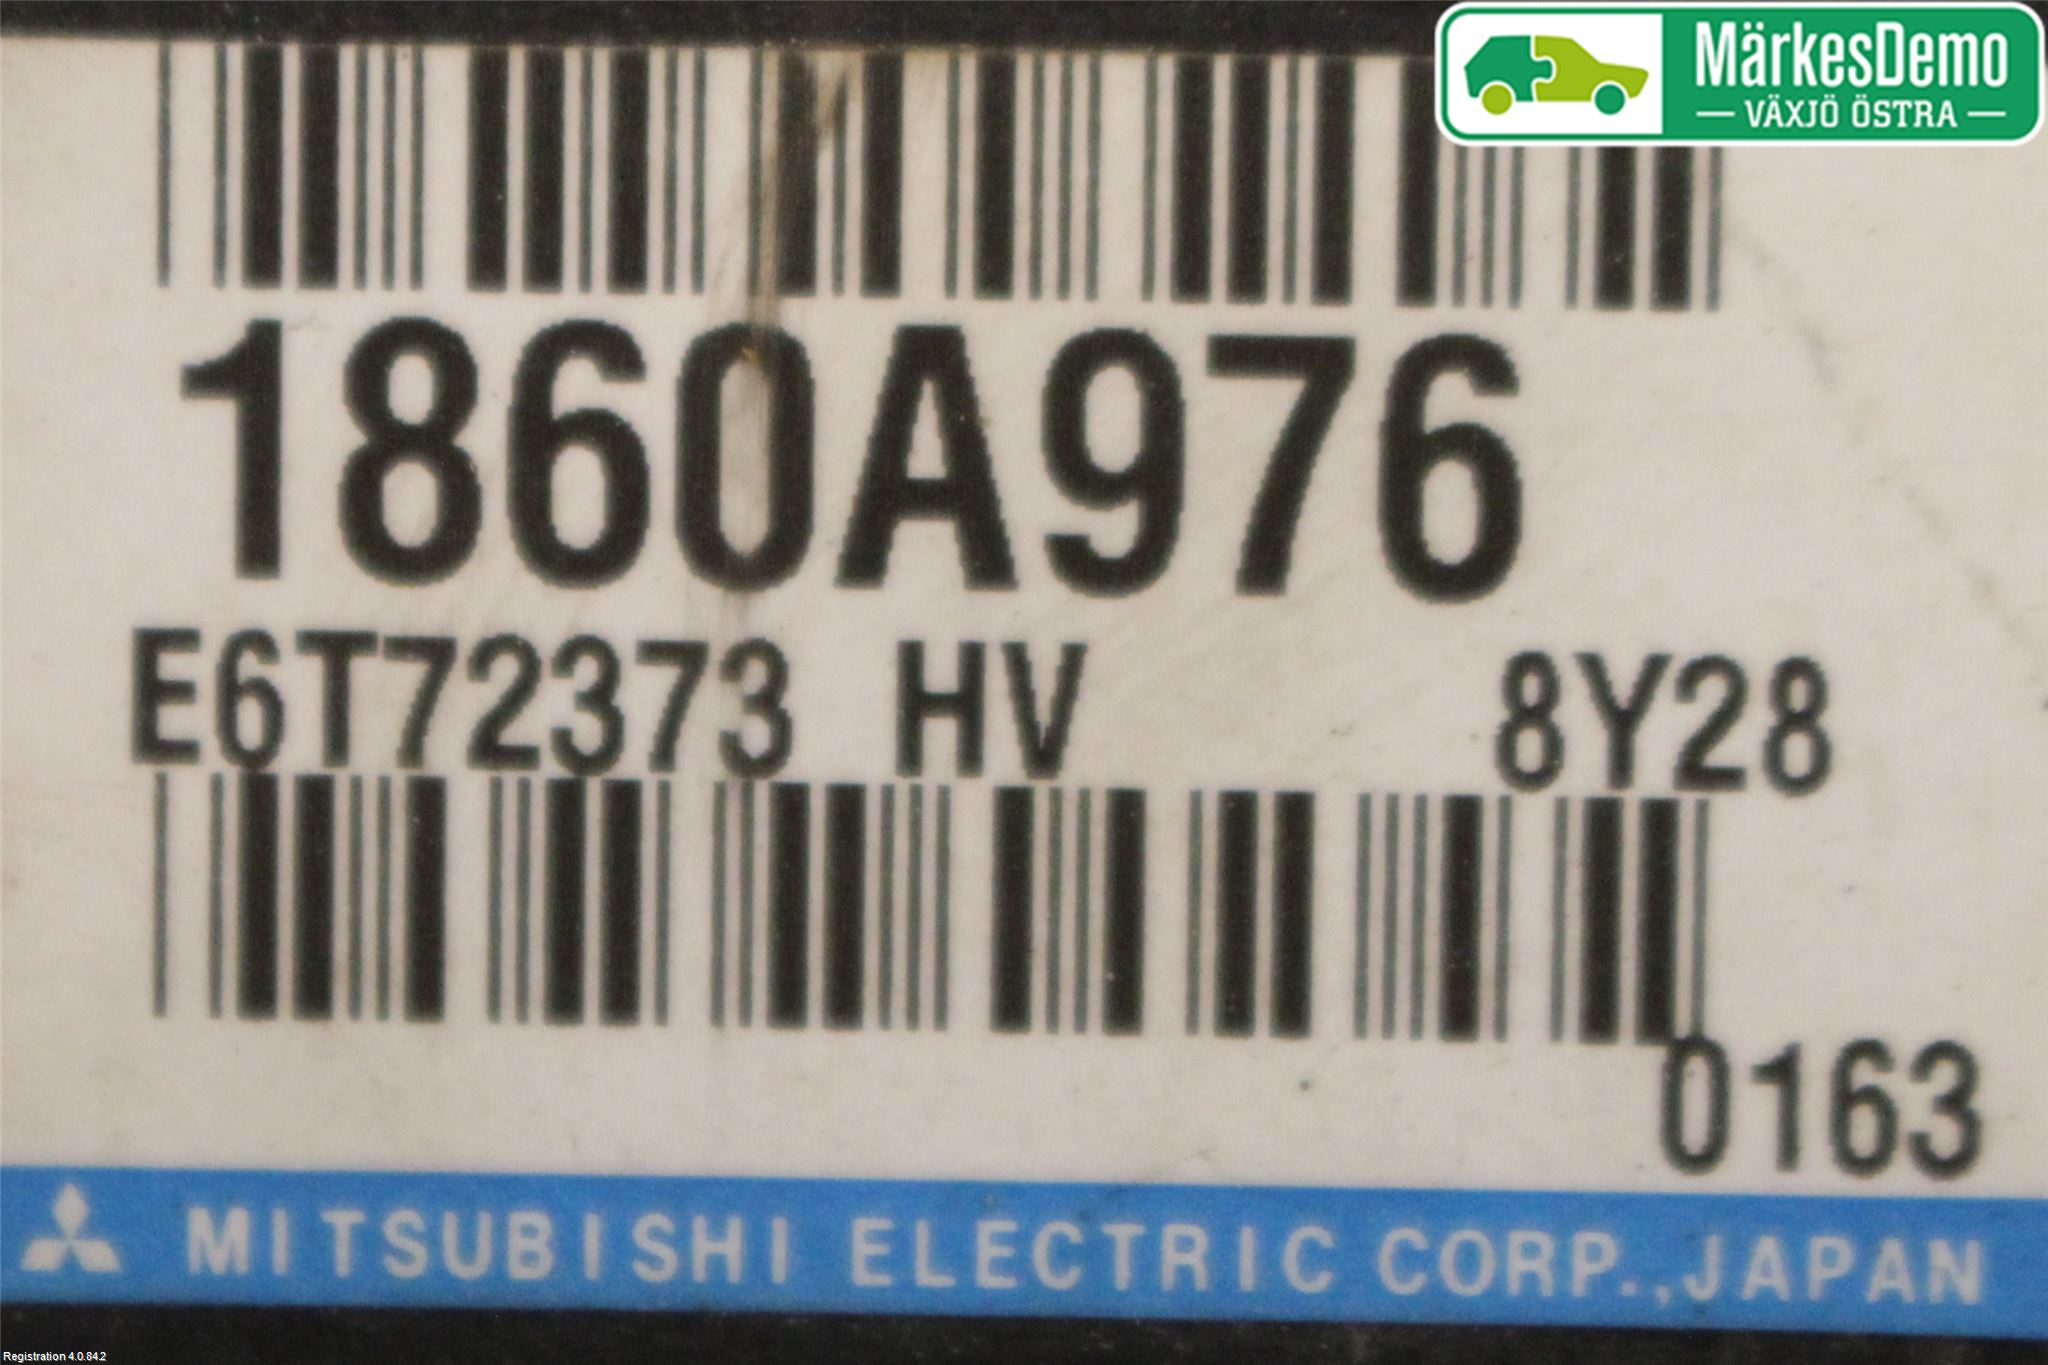 MärkesDemo
— VÄXJÖ ÖSTRA —
1860A976
E6T72373 HV 8Y28
0163
MITSUBISHI ELECTRIC CORP.,JAPAN
Registration 4.0.84.2